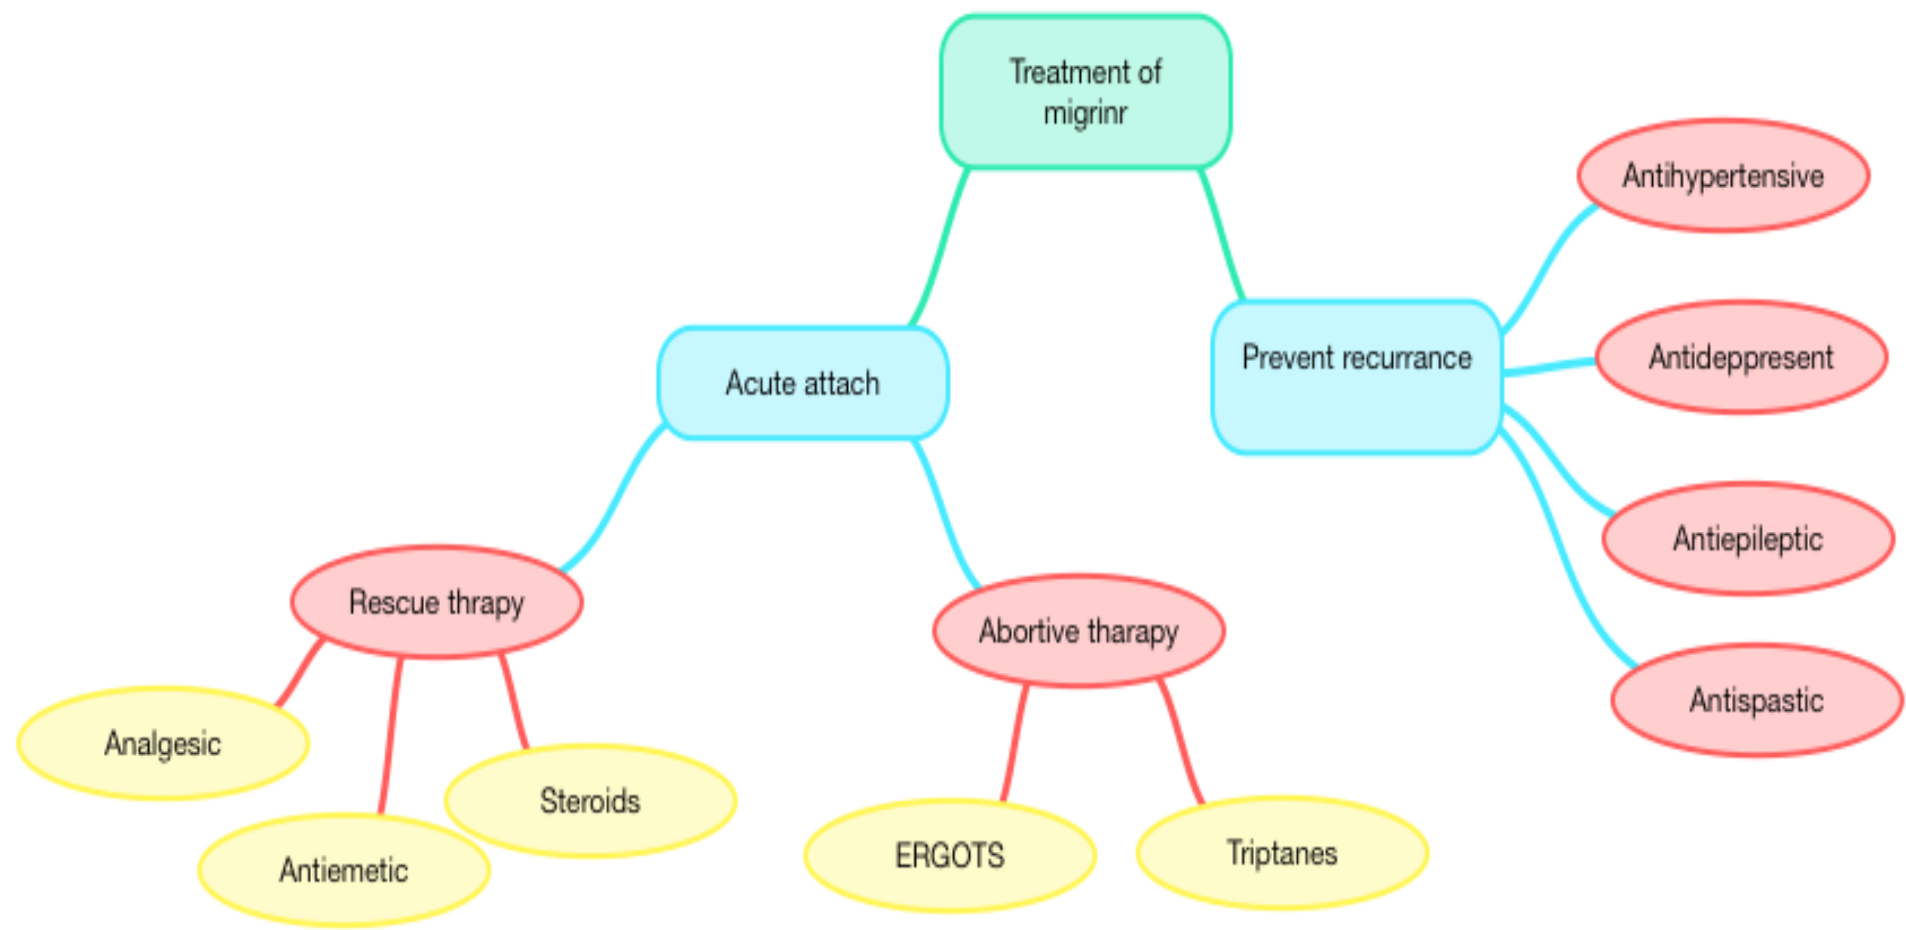 Treatment of
migrinr
Acute attach
Prevent recurrance
Antihypertensive
Antideppresent
Antiepileptic
Antispastic
Rescue thrapy
Abortive tharapy
Analgesic
Antiemetic
Steroids
ERGOTS
Triptanes